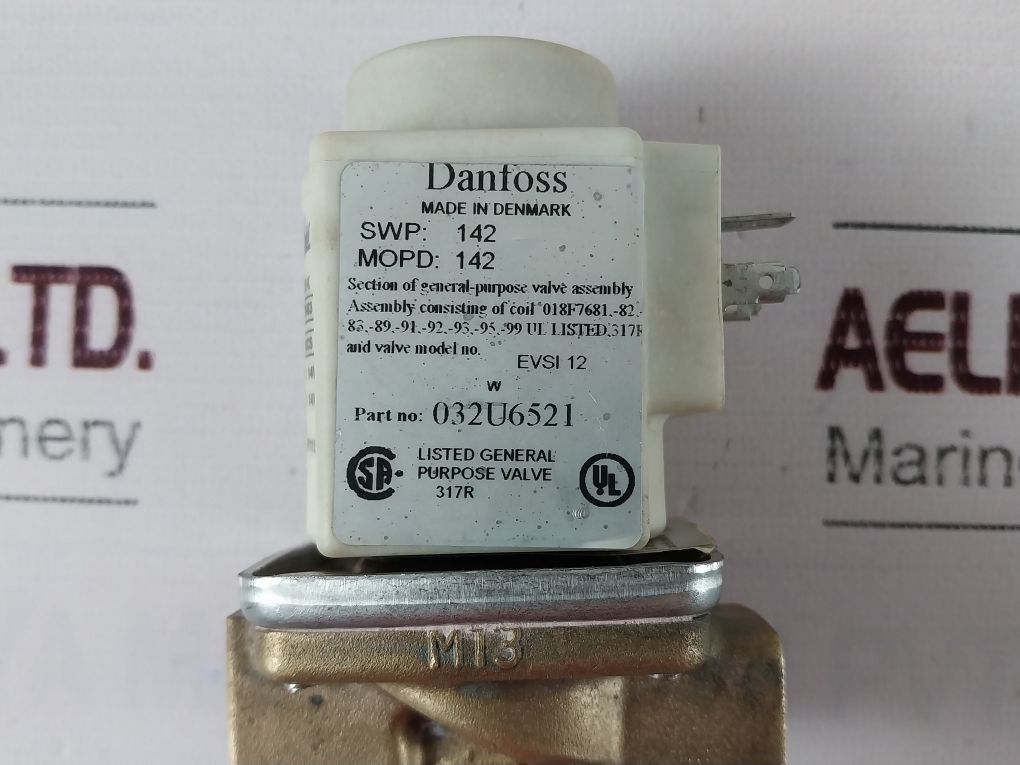 Danfoss
MADE IN DENMARK
SWP: 142
MOPD: 142
Section of general-purpose valve assembly
Assembly consisting of coil 018F7681,-82,-
83,-89,-91,-92,-93,-95,-99 UL LISTED 317R
and valve model no.
EVSI 12
W
Part no: 032U6521
CSA
LISTED GENERAL
PURPOSE VALVE
317R
UL
M13
LTD.
nery
AEL
Marin